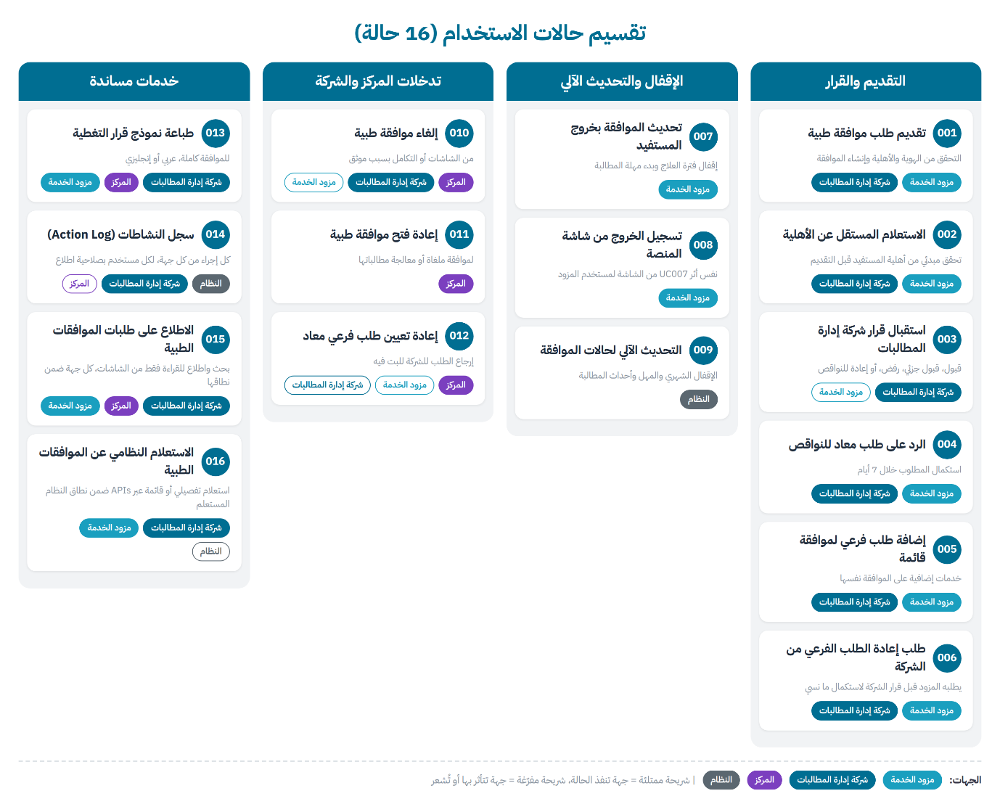 تقسيم حالات الاستخدام (16 حالة)
التقديم والقرار
001
تقديم طلب موافقة طبية
التحقق من الهوية والأهلية وإنشاء الموافقة
مزود الخدمة
شركة إدارة المطالبات
002
الاستعلام المستقل عن الأهلية
تحقق مبدئي من أهلية المستفيد قبل التقديم
مزود الخدمة
شركة إدارة المطالبات
003
استقبال قرار شركة إدارة
المطالبات
قبول، قبول جزئي، رفض، أو إعادة للنواقص
شركة إدارة المطالبات
مزود الخدمة
004
الرد على طلب معاد للنواقص
استكمال المطلوب خلال 7 أيام
مزود الخدمة
شركة إدارة المطالبات
005
إضافة طلب فرعي لموافقة
قائمة
خدمات إضافية على الموافقة نفسها
مزود الخدمة
شركة إدارة المطالبات
006
طلب إعادة الطلب الفرعي من
الشركة
يطلبه المزود قبل قرار الشركة لاستكمال ما نسي
مزود الخدمة
شركة إدارة المطالبات
الإقفال والتحديث الآلي
007
تحديث الموافقة بخروج
المستفيد
إقفال فترة العلاج وبدء مهلة المطالبة
مزود الخدمة
008
تسجيل الخروج من شاشة
المنصة
نفس أثر UC007 من الشاشة لمستخدم المزود
مزود الخدمة
009
التحديث الآلي لحالات الموافقة
الإقفال الشهري والمهل وأحداث المطالبة
النظام
تدخلات المركز والشركة
010
إلغاء موافقة طبية
من الشاشات أو التكامل بسبب موثق
المركز
شركة إدارة المطالبات
مزود الخدمة
011
إعادة فتح موافقة طبية
لموافقة ملغاة أو معالجة مطالباتها
المركز
012
إعادة تعيين طلب فرعي معاد
إرجاع الطلب للشركة للبت فيه
المركز
مزود الخدمة
شركة إدارة المطالبات
خدمات مساندة
013
طباعة نموذج قرار التغطية
للموافقة كاملة، عربي أو إنجليزي
شركة إدارة المطالبات
المركز
مزود الخدمة
014
سجل النشاطات (Action Log)
كل إجراء من كل جهة، لكل مستخدم بصلاحية اطلاع
النظام
شركة إدارة المطالبات
المركز
015
الاطلاع على طلبات الموافقات
الطبية
بحث واطلاع للقراءة فقط من الشاشات، كل جهة ضمن
نطاقها
شركة إدارة المطالبات
المركز
مزود الخدمة
016
الاستعلام النظامي عن الموافقات
الطبية
استعلام تفصيلي أو قائمة عبر APIs ضمن نطاق النظام
المستعلم
شركة إدارة المطالبات
مزود الخدمة
النظام
الجهات:
مزود الخدمة
شركة إدارة المطالبات
المركز
النظام
| شريحة ممتلئة = جهة تنفذ الحالة، شريحة مفرّغة = جهة تتأثر بها أو تُشعر